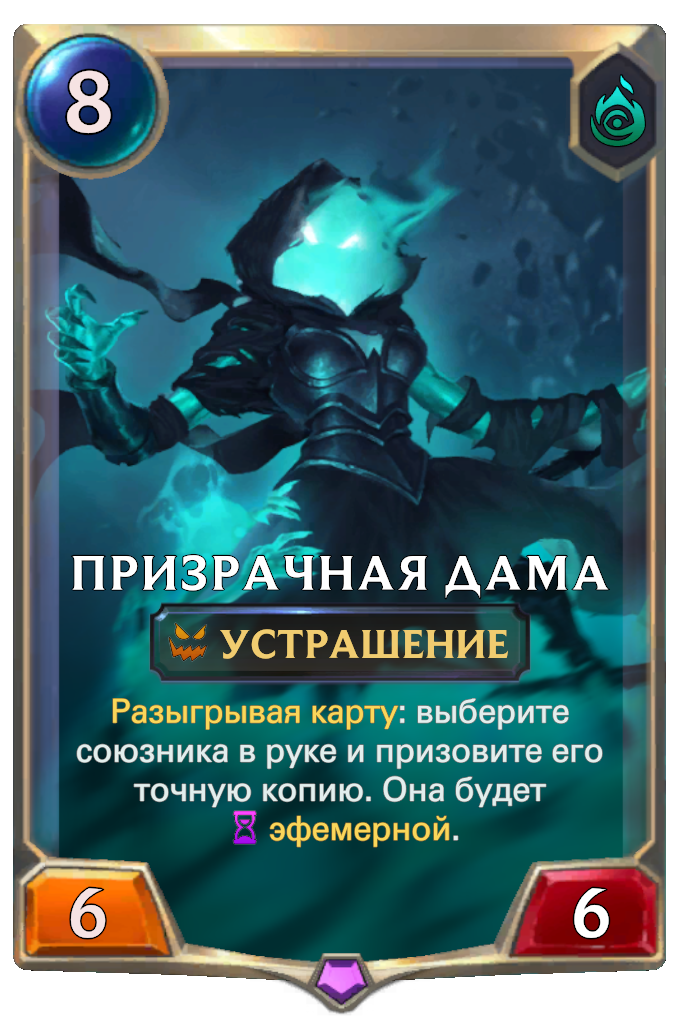 8
ПРИЗРАЧНАЯ ДАМА
УСТРАШЕНИЕ
Разыгрывая карту: выберите
союзника в руке и призовите его
точную копию. Она будет
эфемерной.
6
6